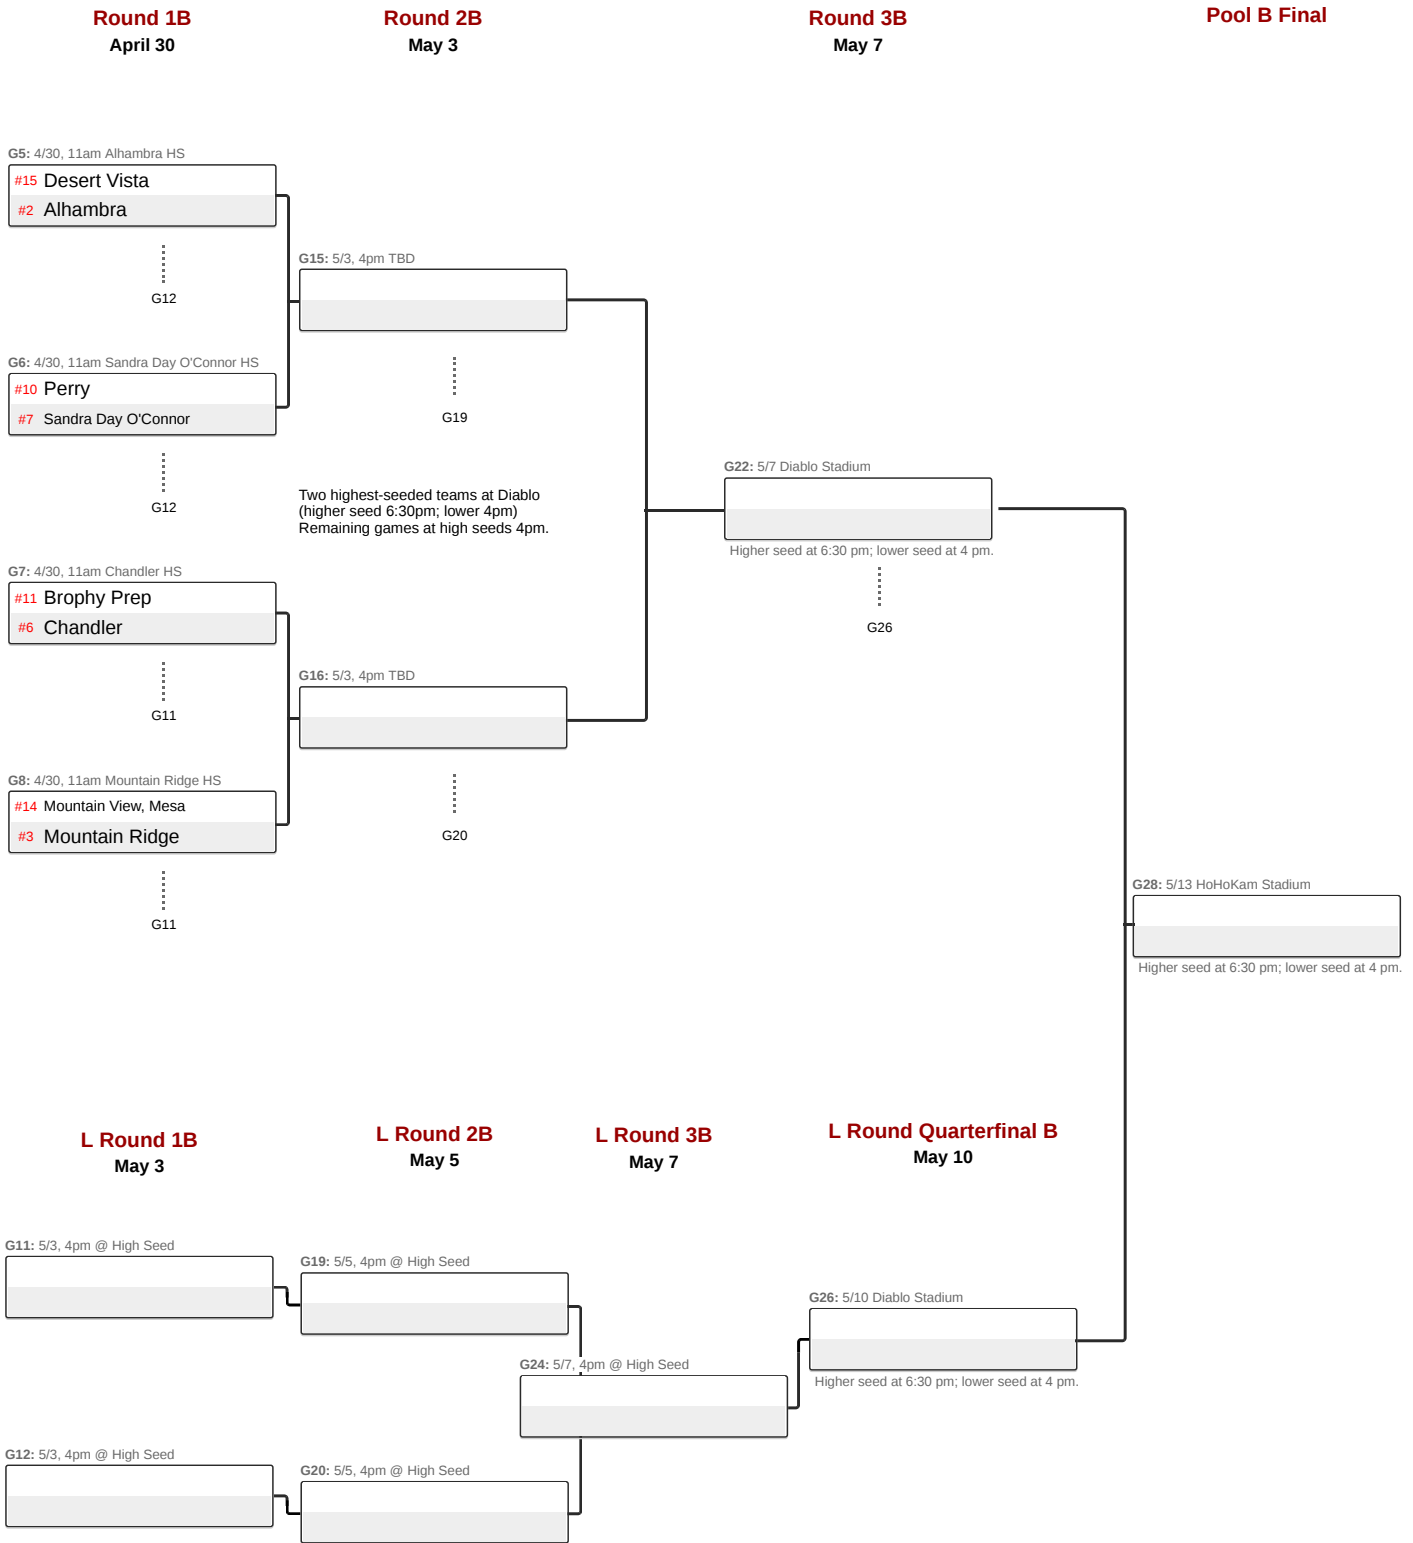 Round 1B
April 30
Round 2B
May 3
Round 3B
May 7
Pool B Final
G5: 4/30, 11am Alhambra HS
#15 Desert Vista
#2 Alhambra
G12
G15: 5/3, 4pm TBD
G19
G6: 4/30, 11am Sandra Day O'Connor HS
#10 Perry
#7 Sandra Day O'Connor
G12
Two highest-seeded teams at Diablo
(higher seed 6:30pm; lower 4pm)
Remaining games at high seeds 4pm.
G22: 5/7 Diablo Stadium
Higher seed at 6:30 pm; lower seed at 4 pm.
G26
G7: 4/30, 11am Chandler HS
#11 Brophy Prep
#6 Chandler
G11
G16: 5/3, 4pm TBD
G20
G8: 4/30, 11am Mountain Ridge HS
#14 Mountain View, Mesa
#3 Mountain Ridge
G11
G28: 5/13 HoHoKam Stadium
Higher seed at 6:30 pm; lower seed at 4 pm.
L Round 1B
May 3
L Round 2B
May 5
L Round 3B
May 7
L Round Quarterfinal B
May 10
G11: 5/3, 4pm @ High Seed
G19: 5/5, 4pm @ High Seed
G26: 5/10 Diablo Stadium
Higher seed at 6:30 pm; lower seed at 4 pm.
G24: 5/7, 4pm @ High Seed
G12: 5/3, 4pm @ High Seed
G20: 5/5, 4pm @ High Seed